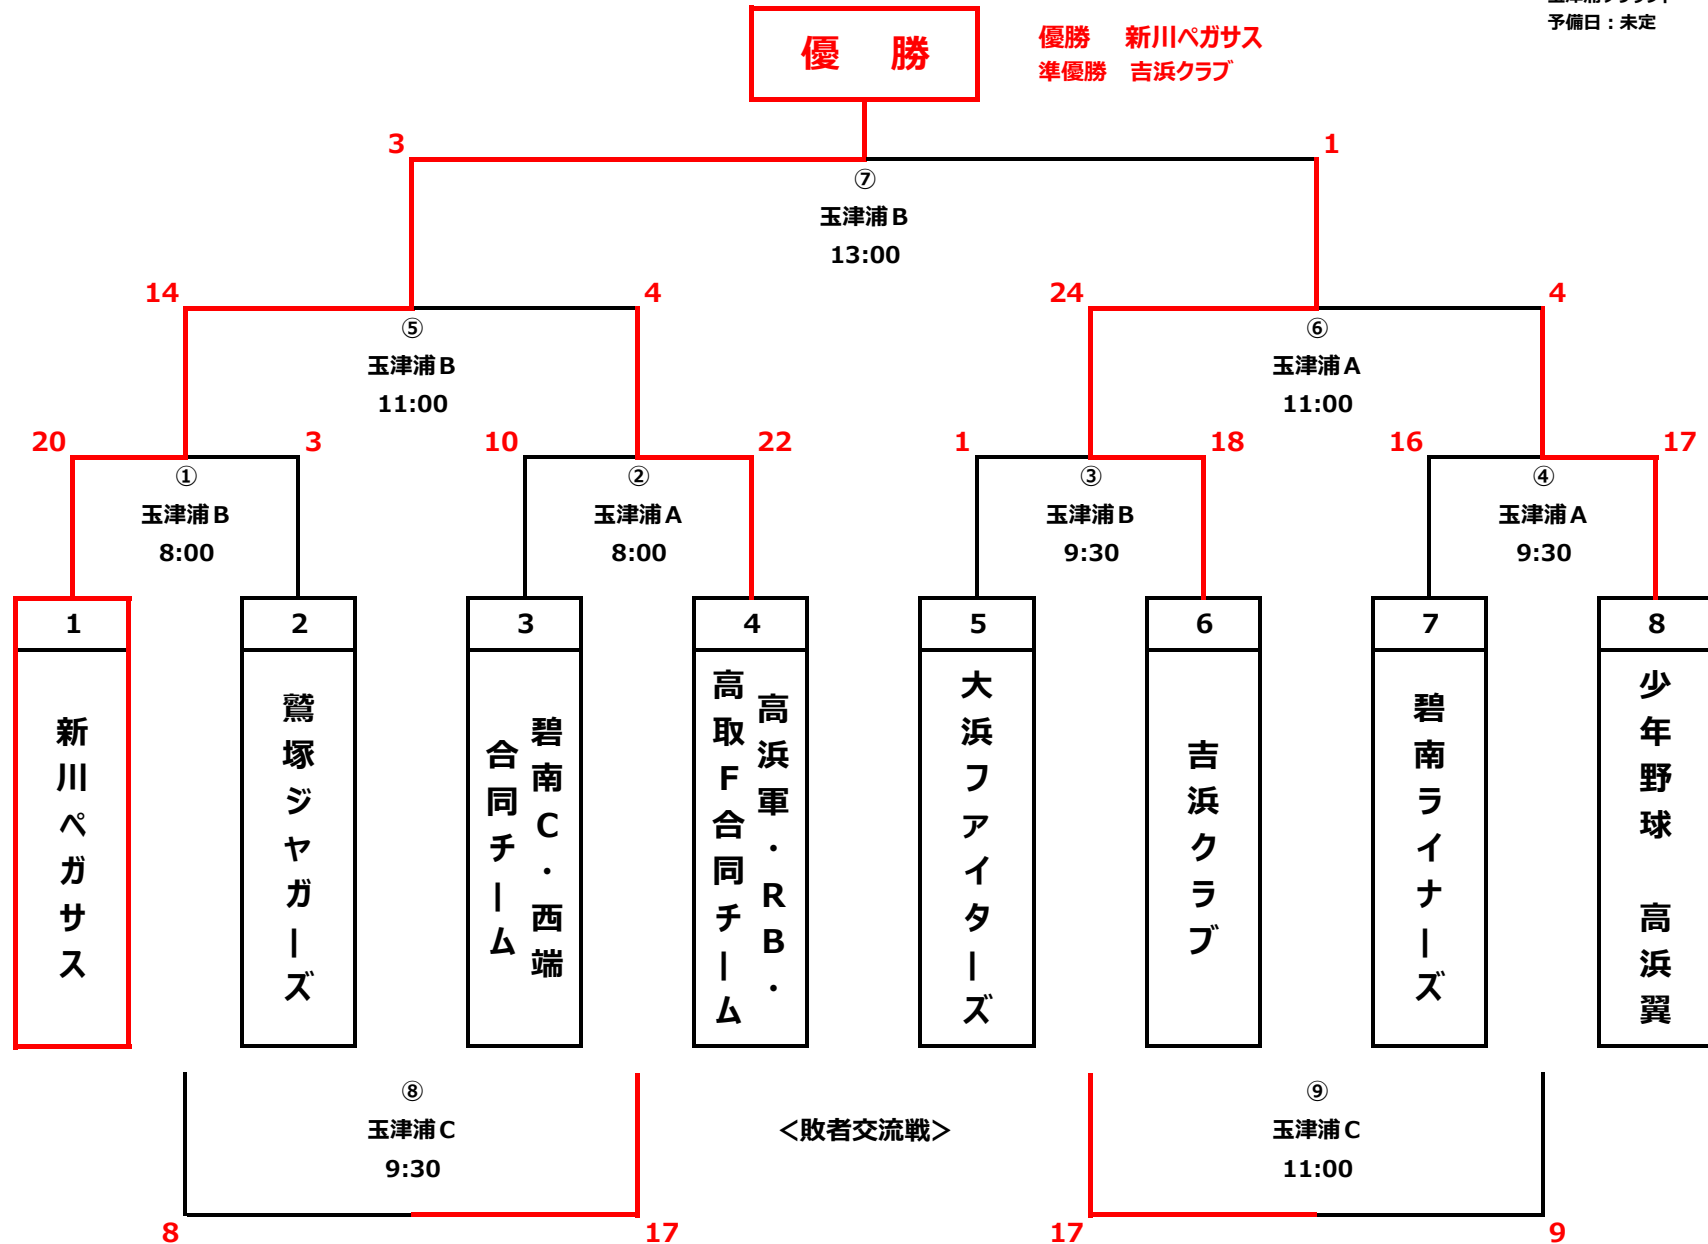 予備日：未定
優　勝
優勝　新川ペガサス
準優勝　吉浜クラブ
3
1
⑦
玉津浦B
13:00
14
4
24
4
⑤
玉津浦B
11:00
⑥
玉津浦A
11:00
20
3
10
22
1
18
16
17
①
玉津浦B
8:00
②
玉津浦A
8:00
③
玉津浦B
9:30
④
玉津浦A
9:30
1
新川ペガサス
2
鷲塚ジャガーズ
3
碧南C・西端
合同チーム
4
高浜軍・RB・
高取F合同チーム
5
大浜ファイターズ
6
吉浜クラブ
7
碧南ライナーズ
8
少年野球　高浜翼
⑧
玉津浦C
9:30
＜敗者交流戦＞
⑨
玉津浦C
11:00
8
17
17
9